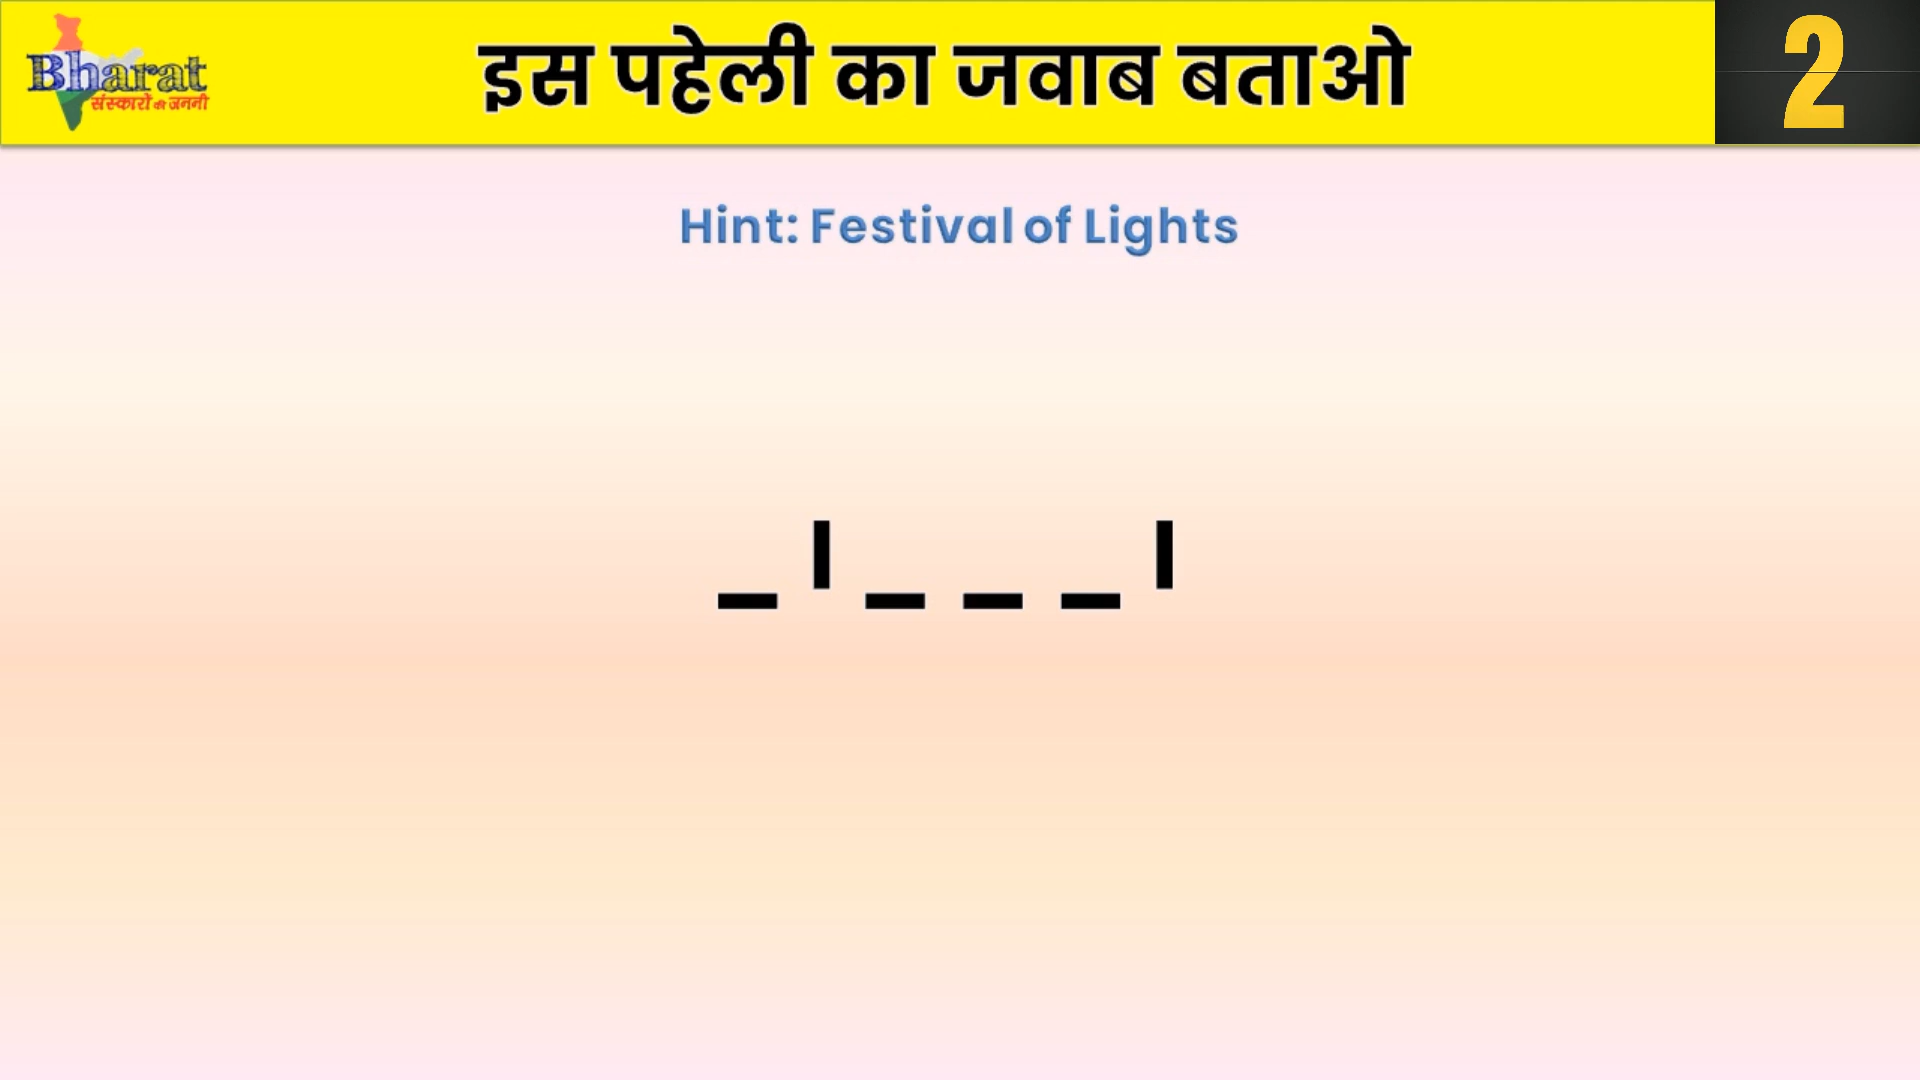 Bharat
संस्कारों की जननी
इस पहेली का जवाब बताओ
2
Hint: Festival of Lights
_ I _ _ _ I